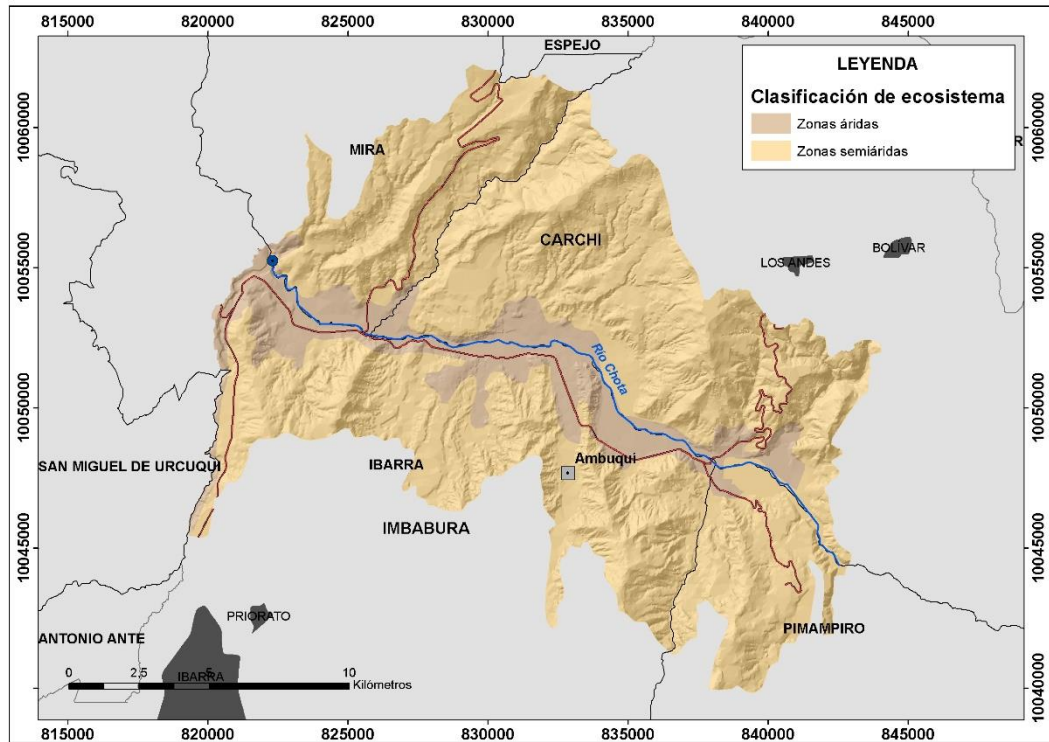 815000 820000 825000 830000 835000 840000 845000
ESPEJO
LEYENDA
Clasificación de ecosistema
Zonas áridas
Zonas semiáridas
10060000 10060000
MIRA
R
CARCHI
BOLIVAR
LOS ANDES
10055000 10055000
Río Chota
10050000 10050000
SAN MIGUEL DE URCUQUI
IBARRA
Ambuqui
IMBABURA
10045000 10045000
PRIORATO
ANTONIO ANTE
PIMAMPIRO
IBARRA
0 2.5 5 10
Kilómetros
10040000 10040000
815000 820000 825000 830000 835000 840000 845000